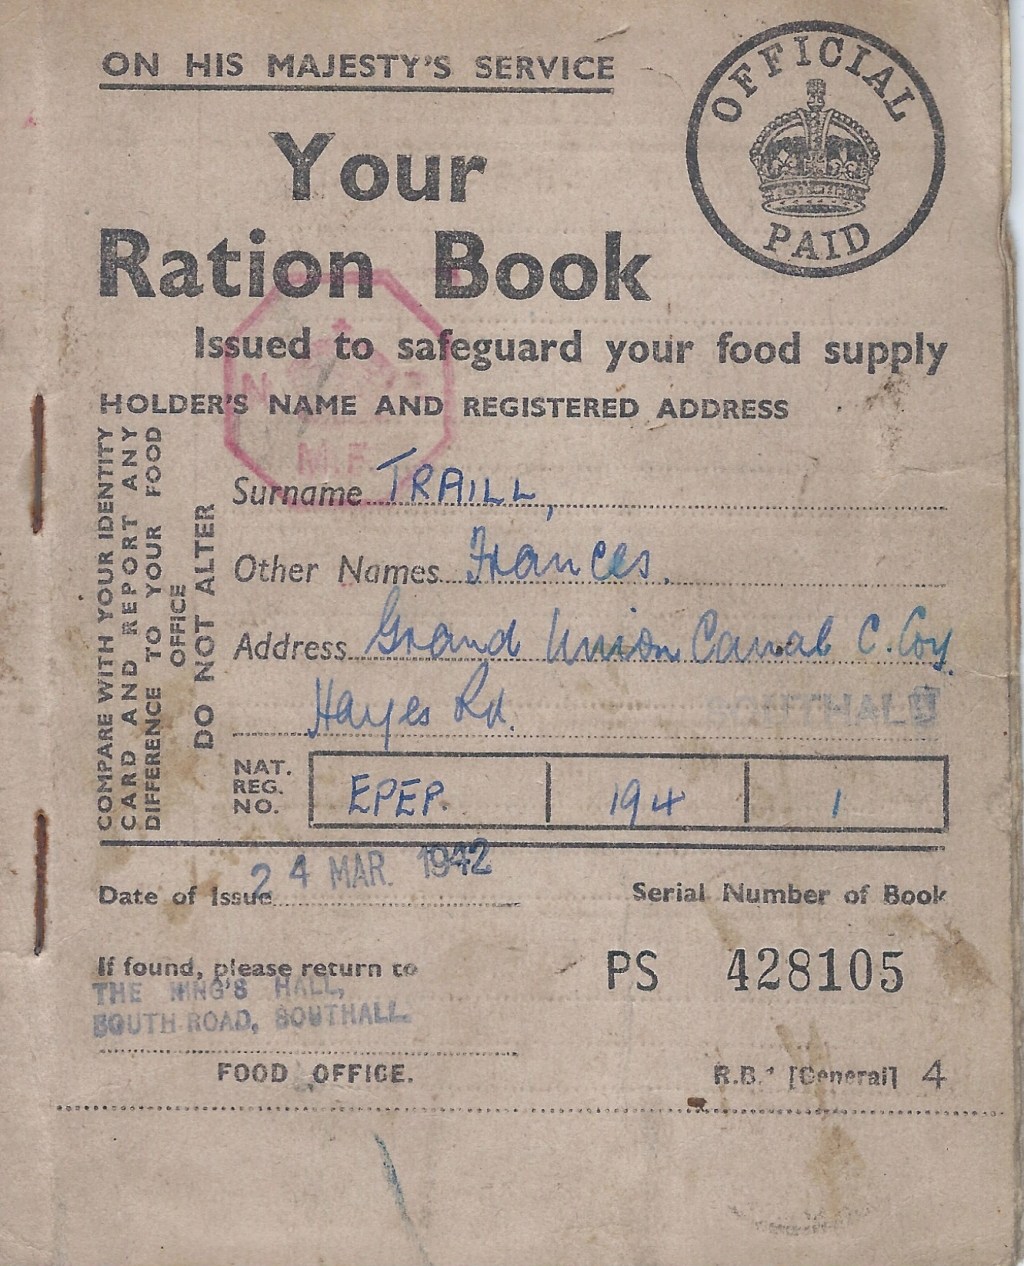 ON HIS MAJESTY'S SERVICE
OFFICIAL
PAID
Your
Ration Book
Issued to safeguard your food supply
HOLDER'S NAME AND REGISTERED ADDRESS
COMPARE WITH YOUR IDENTITY
CARD AND REPORT ANY
DIFFERENCE TO YOUR FOOD
OFFICE
DO NOT ALTER
N.
M.F.
Surname TRAILL,
Other Names Frances.
Address Grand Union Canal C. Coy.
Hayes Rd.
SOUTHALL
NAT.
REG.
NO.
EPEP. 194 1
Date of Issue 24 MAR. 1942
Serial Number of Book
If found, please return to
PS 428105
THE KING'S HALL,
SOUTH ROAD, SOUTHALL.
FOOD OFFICE.
R.B.1 [General] 4